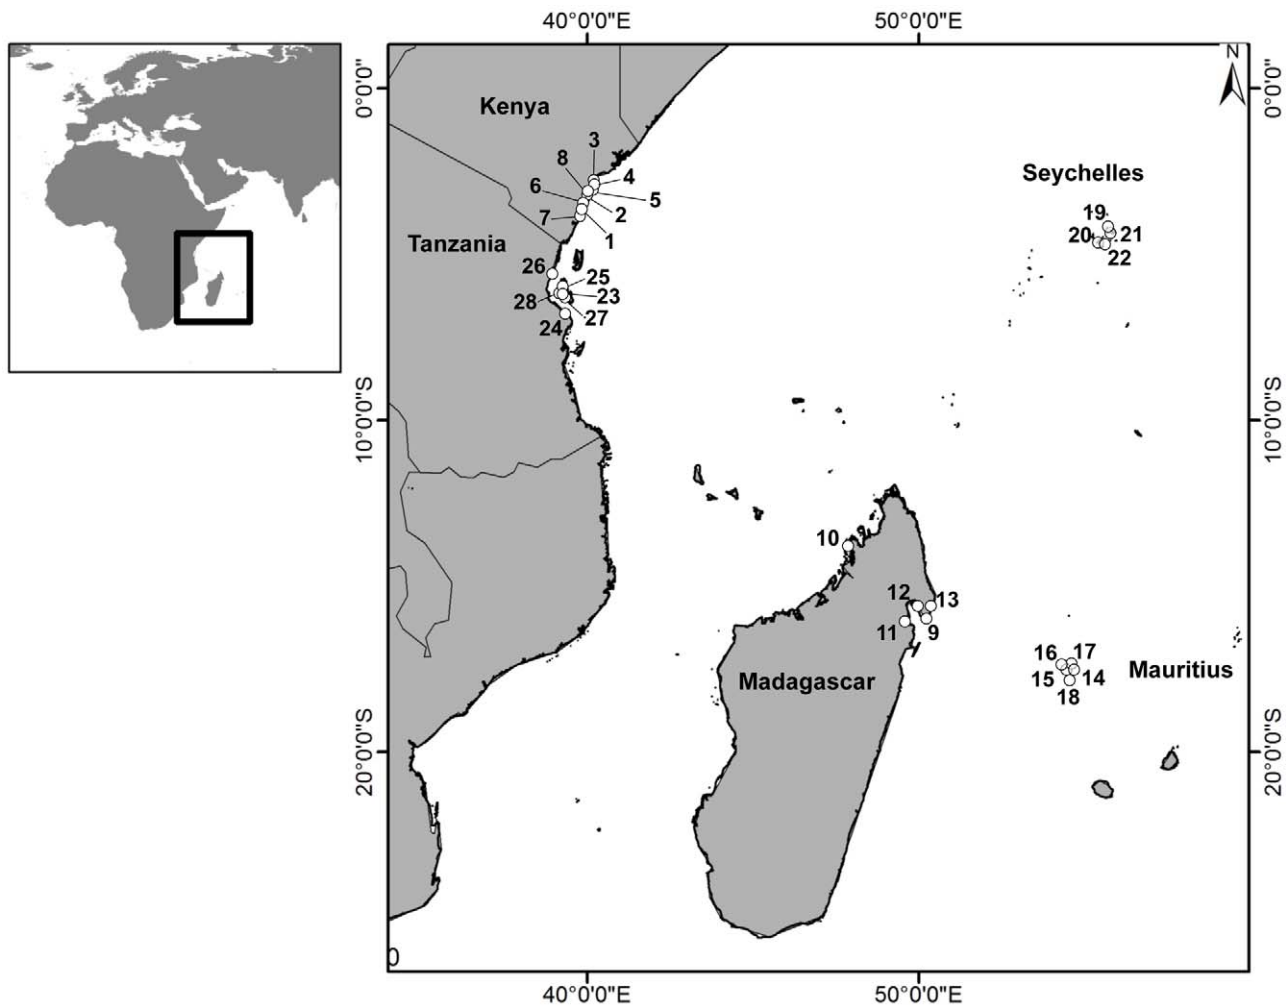 40°0'0"E 50°0'0"E
N
0°0'0" 0°0'0"
Kenya
3
8
4
Seychelles
6
5
19
2
7
1
20 21
Tanzania
22
26
25
28 23
27
24
10°0'0"S 10°0'0"S
10
12 13
11 9
16 17
Madagascar
15 14 Mauritius
18
20°0'0"S 20°0'0"S
0
40°0'0"E 50°0'0"E